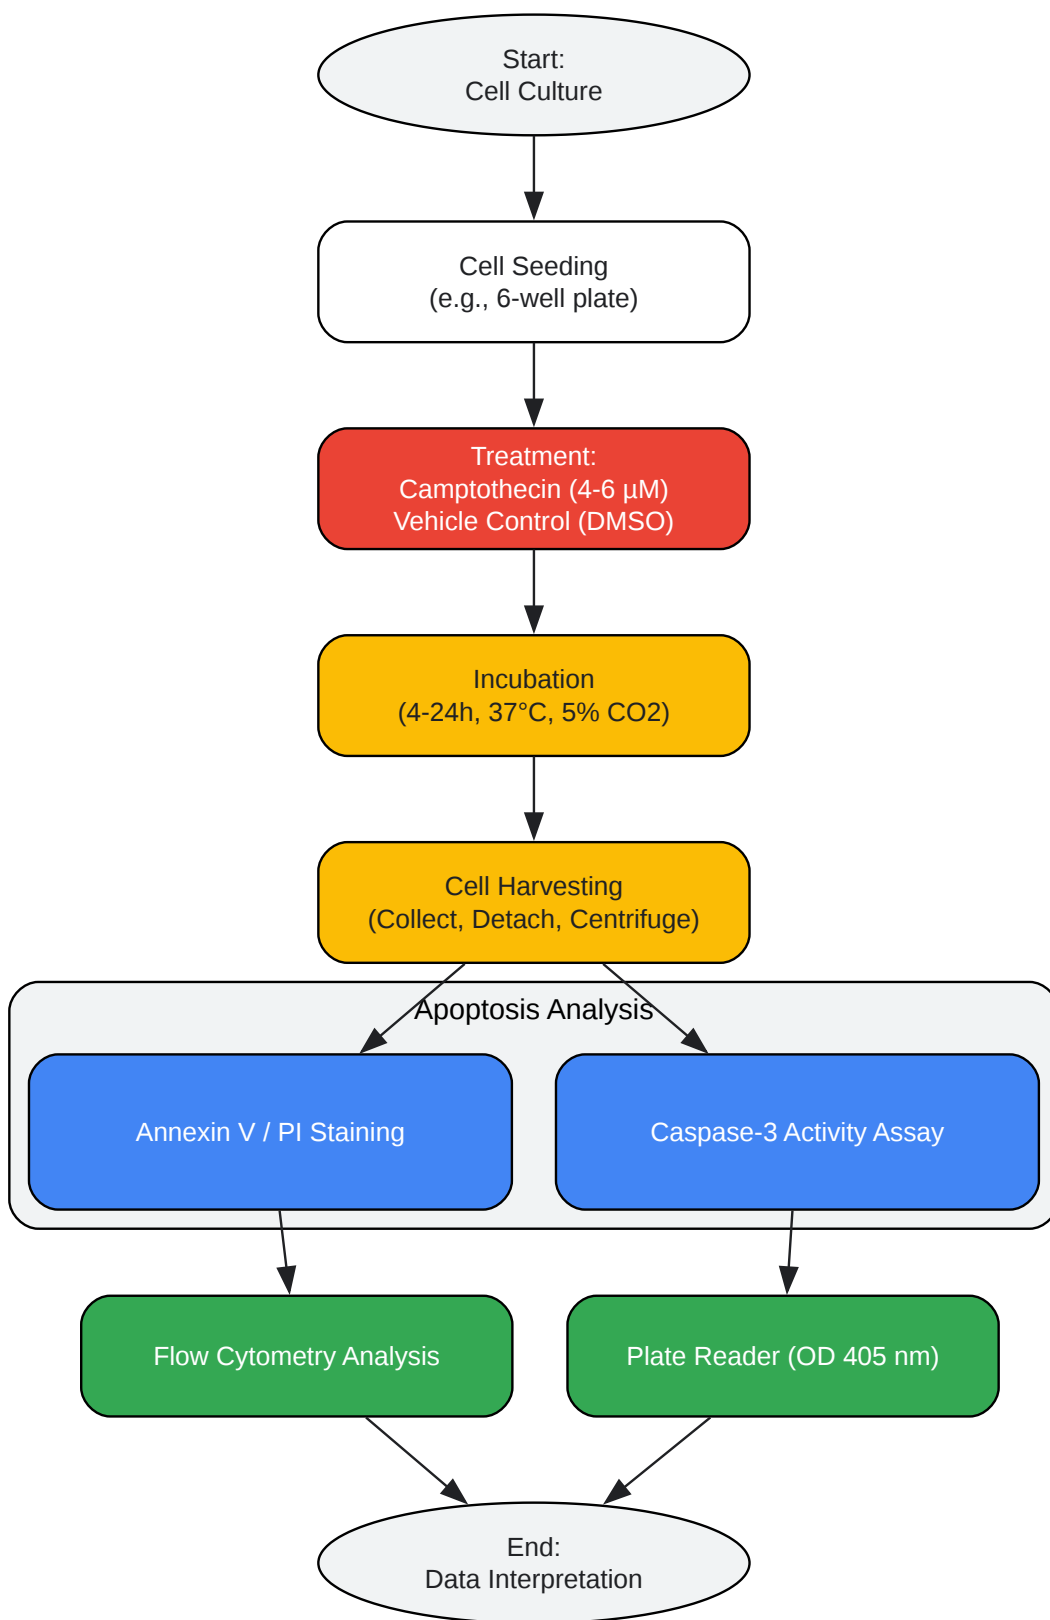 Start:
Cell Culture
Cell Seeding
(e.g., 6-well plate)
Treatment:
Camptothecin (4-6 µM)
Vehicle Control (DMSO)
Incubation
(4-24h, 37°C, 5% CO2)
Cell Harvesting
(Collect, Detach, Centrifuge)
Apoptosis Analysis
Annexin V / PI Staining
Caspase-3 Activity Assay
Flow Cytometry Analysis
Plate Reader (OD 405 nm)
End:
Data Interpretation